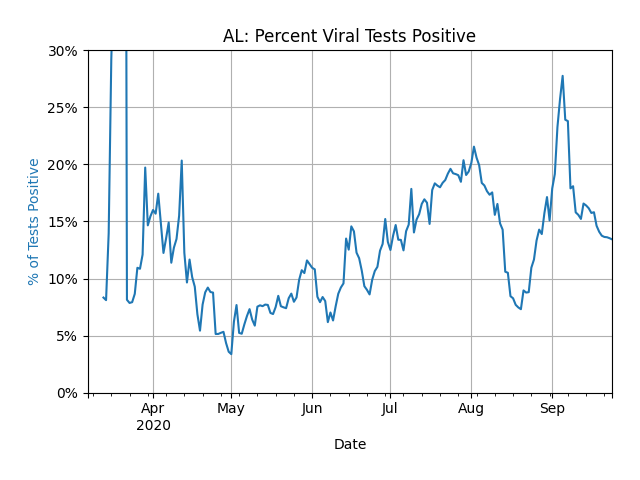 AL: Percent Viral Tests Positive
30%
25%
20%
15%
10%
5%
0%
% of Tests Positive
Apr May Jun Jul Aug Sep
2020
Date